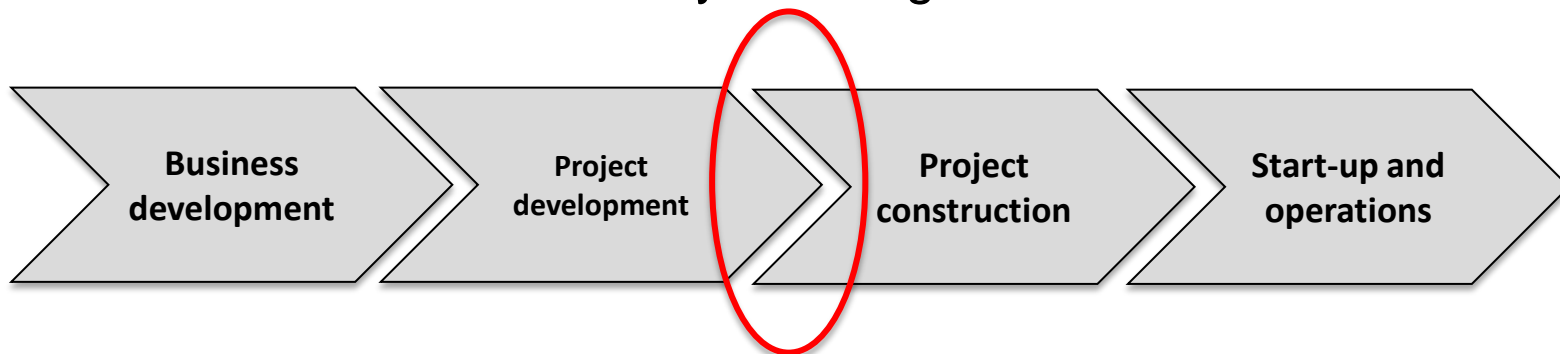 Business
development
Project
development
Project
construction
Start-up and
operations